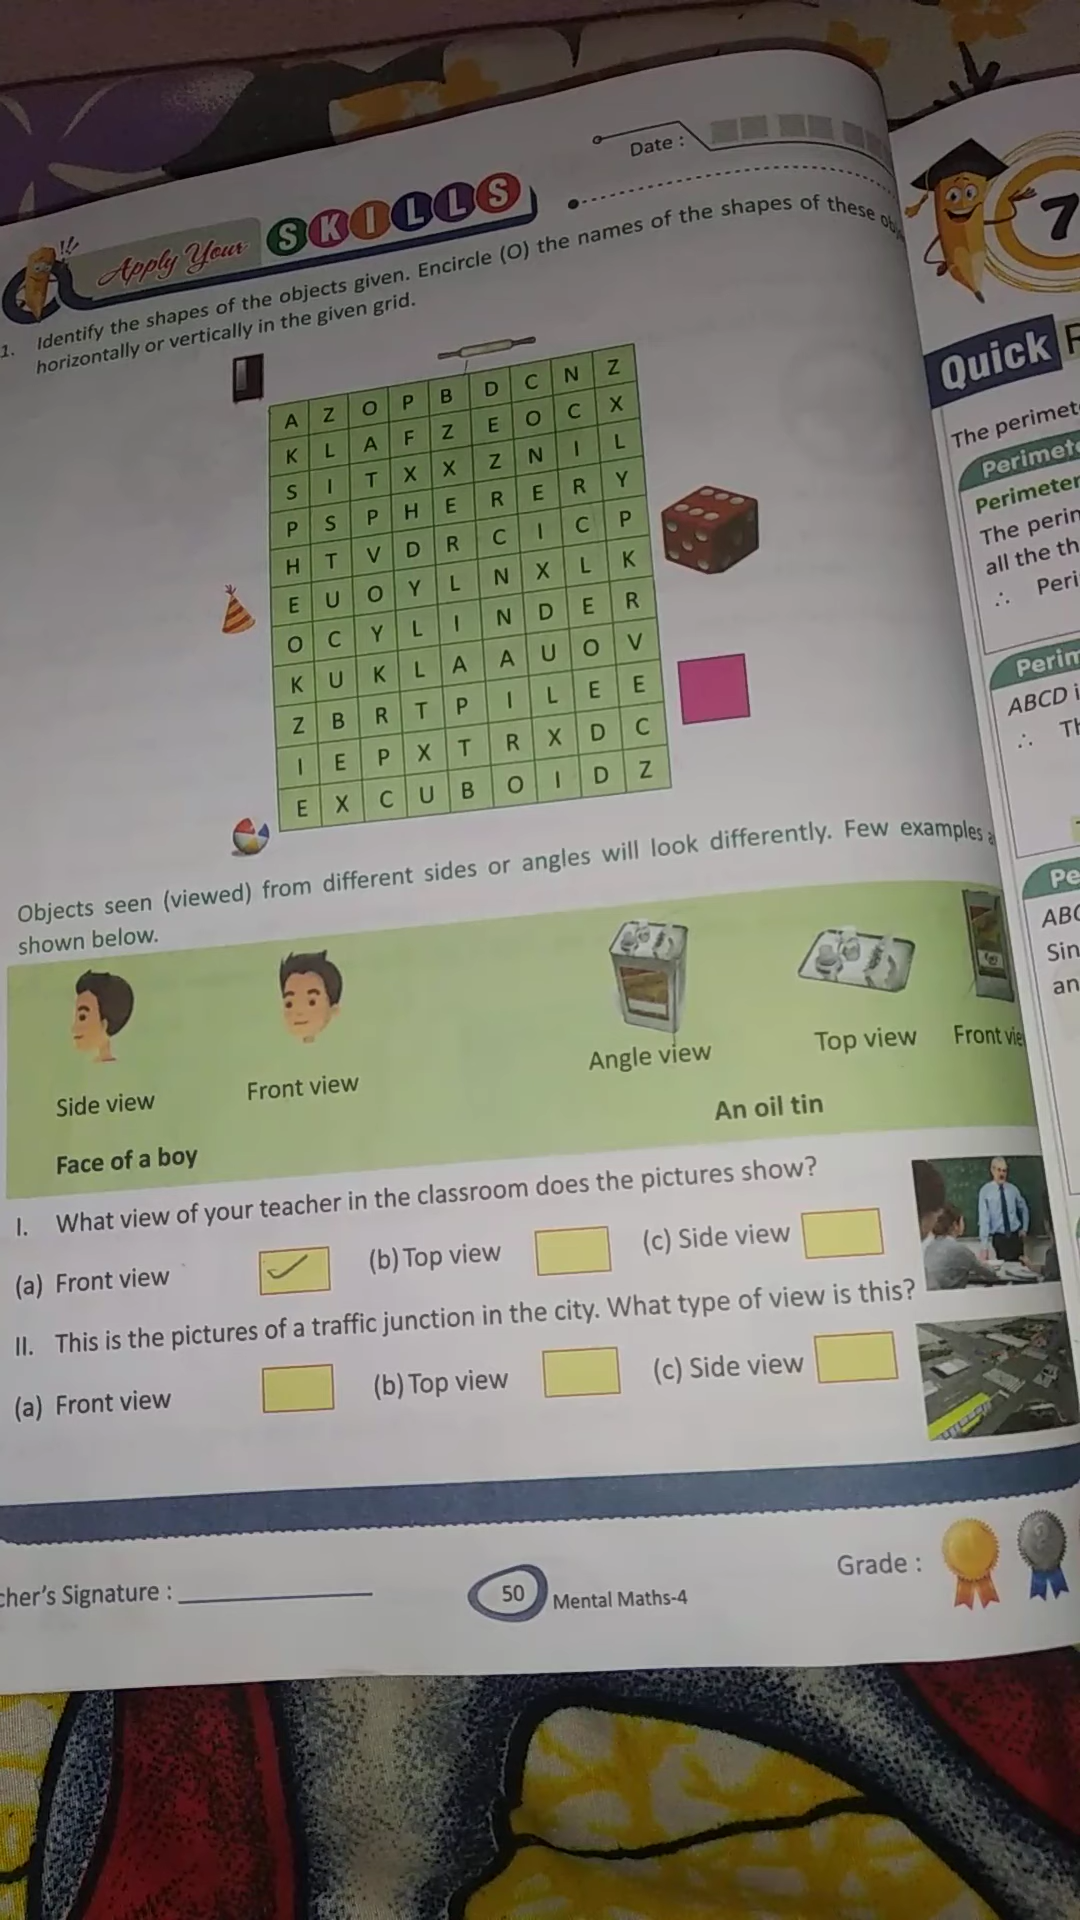 Date :
Apply Your SKILLS
1. Identify the shapes of the objects given. Encircle (O) the names of the shapes of these
horizontally or vertically in the given grid.
A Z O P B D C N Z
K L A F Z E O C X
S I T X X Z N I L
P S P H E R E R Y
H T V D R C I C P
E U O Y L N X L K
O C Y L I N D E R
K U K L A A U O V
Z B R T P I L E E
I E P X T R X D C
E X C U B O I D Z
Objects seen (viewed) from different sides or angles will look differently. Few examples
shown below.
Side view Front view Angle view Top view Front vie
Face of a boy An oil tin
I. What view of your teacher in the classroom does the pictures show?
(a) Front view ✓ (b) Top view (c) Side view
II. This is the pictures of a traffic junction in the city. What type of view is this?
(a) Front view (b) Top view (c) Side view
cher's Signature :
50 Mental Maths-4
Grade :
7
Quick
The perimet
Perimet
Perimeter
The perin
all the th
∴ Peri
Perim
ABCD i
∴ Th
Pe
ABC
Sin
an